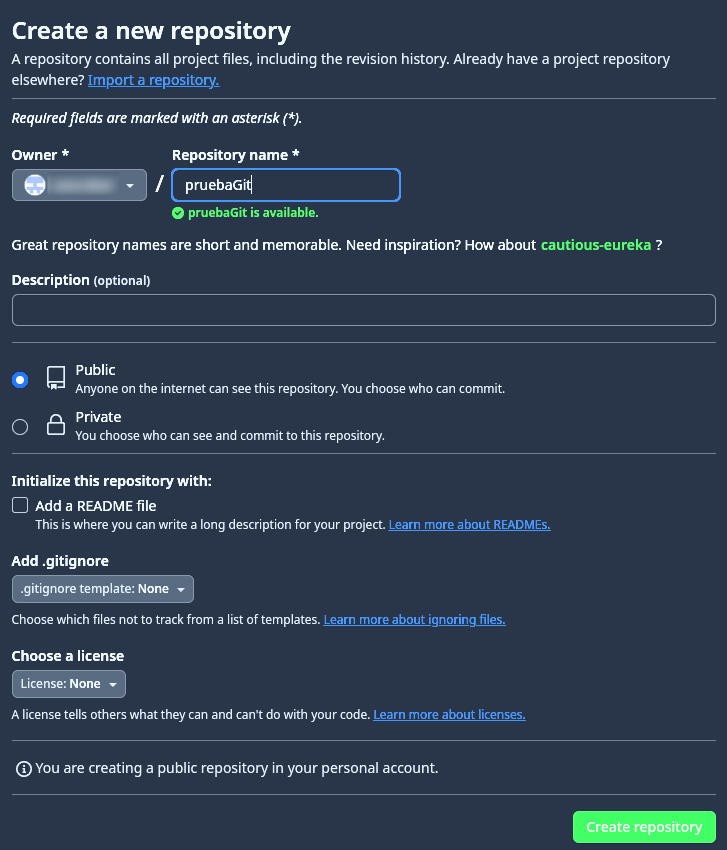 Create a new repository
A repository contains all project files, including the revision history. Already have a project repository
elsewhere? Import a repository.
Required fields are marked with an asterisk (*).
Owner * Repository name *
/ pruebaGit
pruebaGit is available.
Great repository names are short and memorable. Need inspiration? How about cautious-eureka ?
Description (optional)
Public
Anyone on the internet can see this repository. You choose who can commit.
Private
You choose who can see and commit to this repository.
Initialize this repository with:
Add a README file
This is where you can write a long description for your project. Learn more about READMEs.
Add .gitignore
.gitignore template: None
Choose which files not to track from a list of templates. Learn more about ignoring files.
Choose a license
License: None
A license tells others what they can and can't do with your code. Learn more about licenses.
You are creating a public repository in your personal account.
Create repository